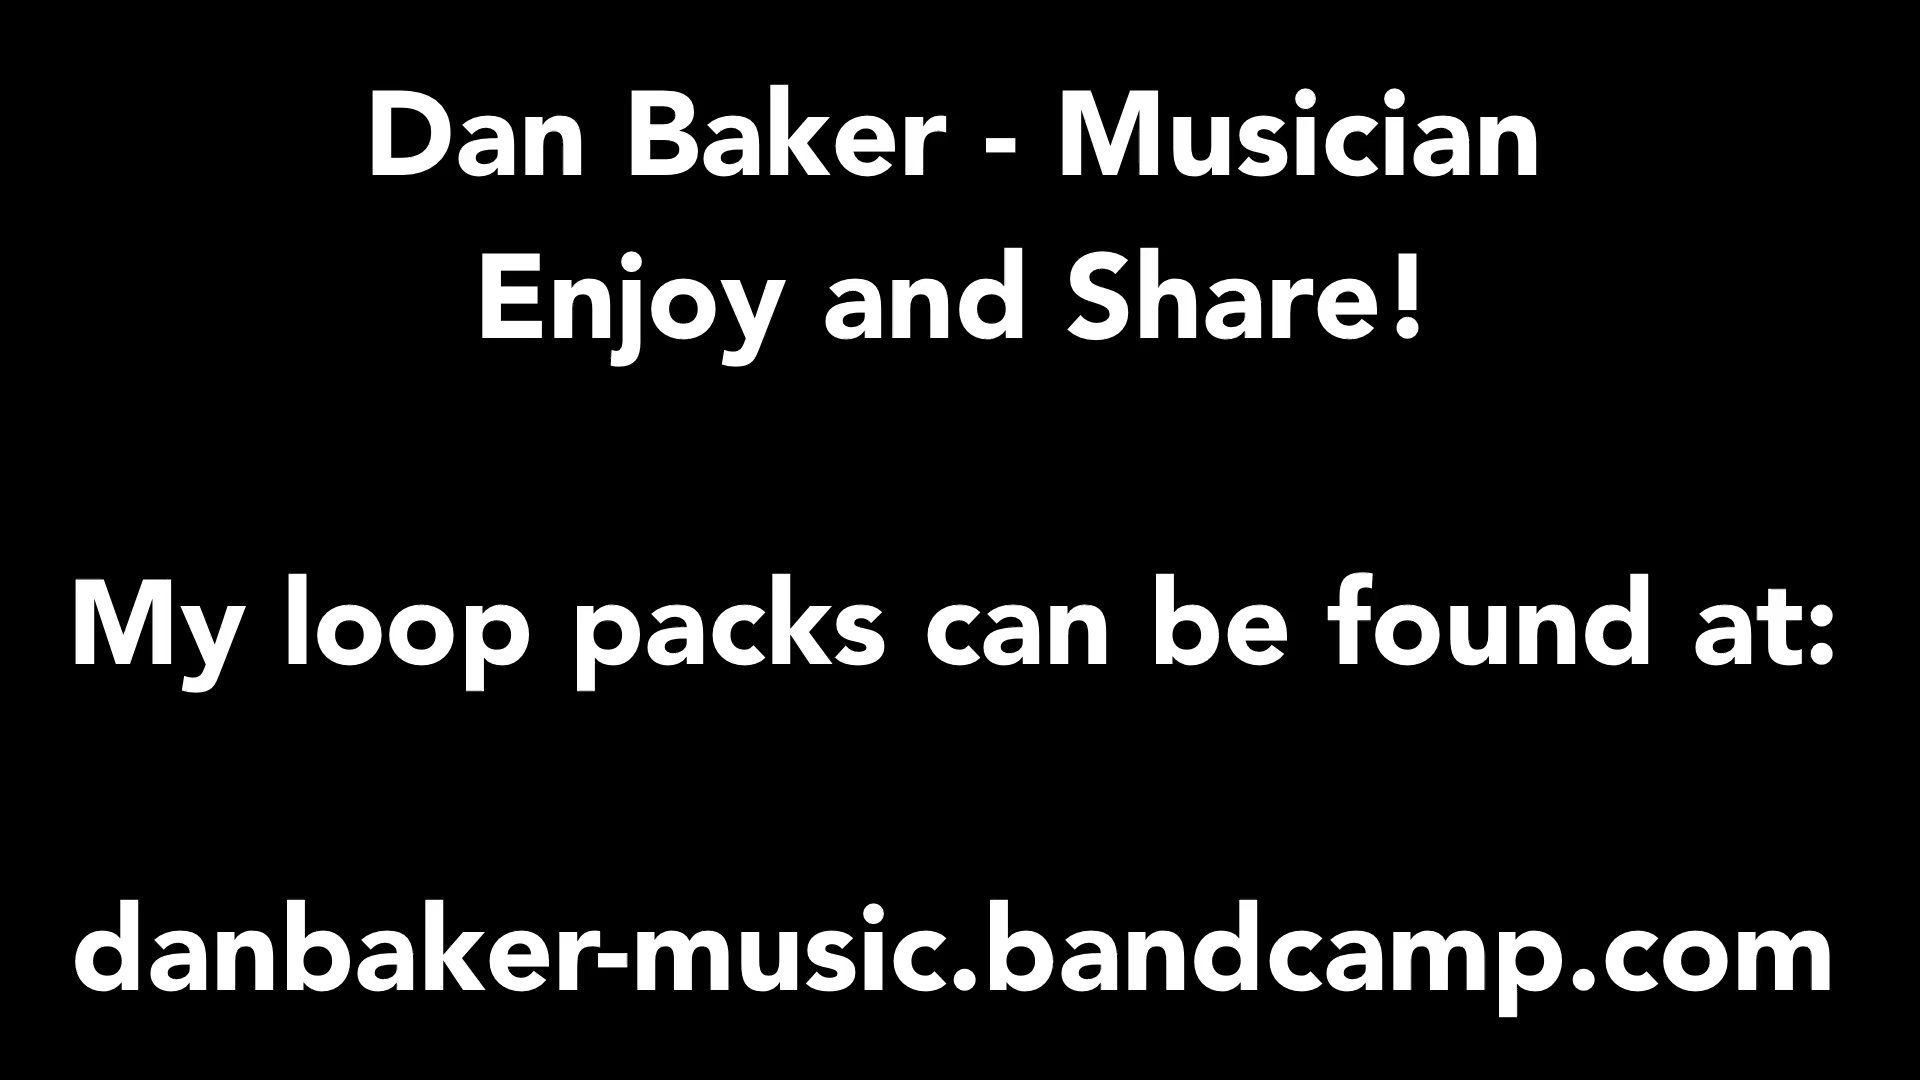 Dan Baker - Musician
Enjoy and Share!
My loop packs can be found at:
danbaker-music.bandcamp.com